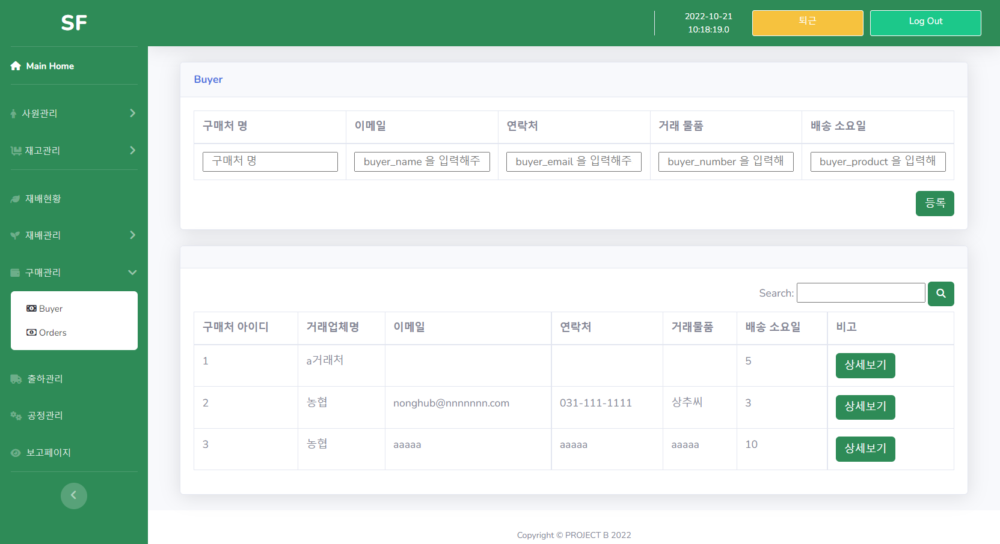 SF
2022-10-21
10:18:19.0
퇴근
Log Out
Main Home
사원관리
재고관리
재배현황
재배관리
구매관리
Buyer
Orders
출하관리
공정관리
보고페이지
Buyer
구매처 명 이메일 연락처 거래 물품 배송 소요일
구매처 명 buyer_name 을 입력해주 buyer_email 을 입력해주 buyer_number 을 입력해 buyer_product 을 입력해
등록
Search:
구매처 아이디 거래업체명 이메일 연락처 거래물품 배송 소요일 비고
1 a거래처 5 상세보기
2 농협 nonghub@nnnnnnn.com 031-111-1111 상추씨 3 상세보기
3 농협 aaaaa aaaaa aaaaa 10 상세보기
Copyright © PROJECT B 2022